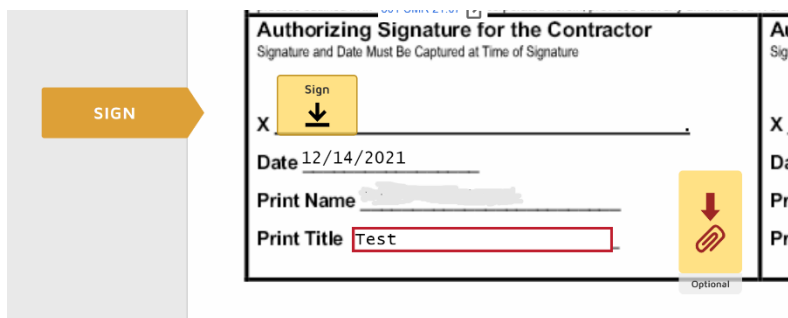 Authorizing Signature for the Contractor
Signature and Date Must Be Captured at Time of Signature
SIGN
Sign
X
Date 12/14/2021
Print Name
Print Title Test
Optional
X